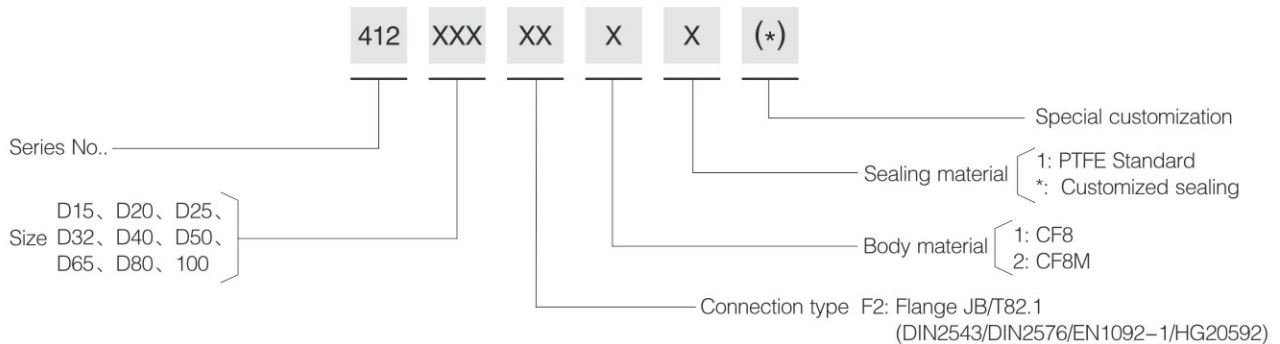 412 XXX XX X X (*)
Special customization
Series No..
1: PTFE Standard
Sealing material
*: Customized sealing
D15、D20、D25、
Size D32、D40、D50、
D65、D80、100
1: CF8
Body material
2: CF8M
Connection type F2: Flange JB/T82.1
(DIN2543/DIN2576/EN1092-1/HG20592)